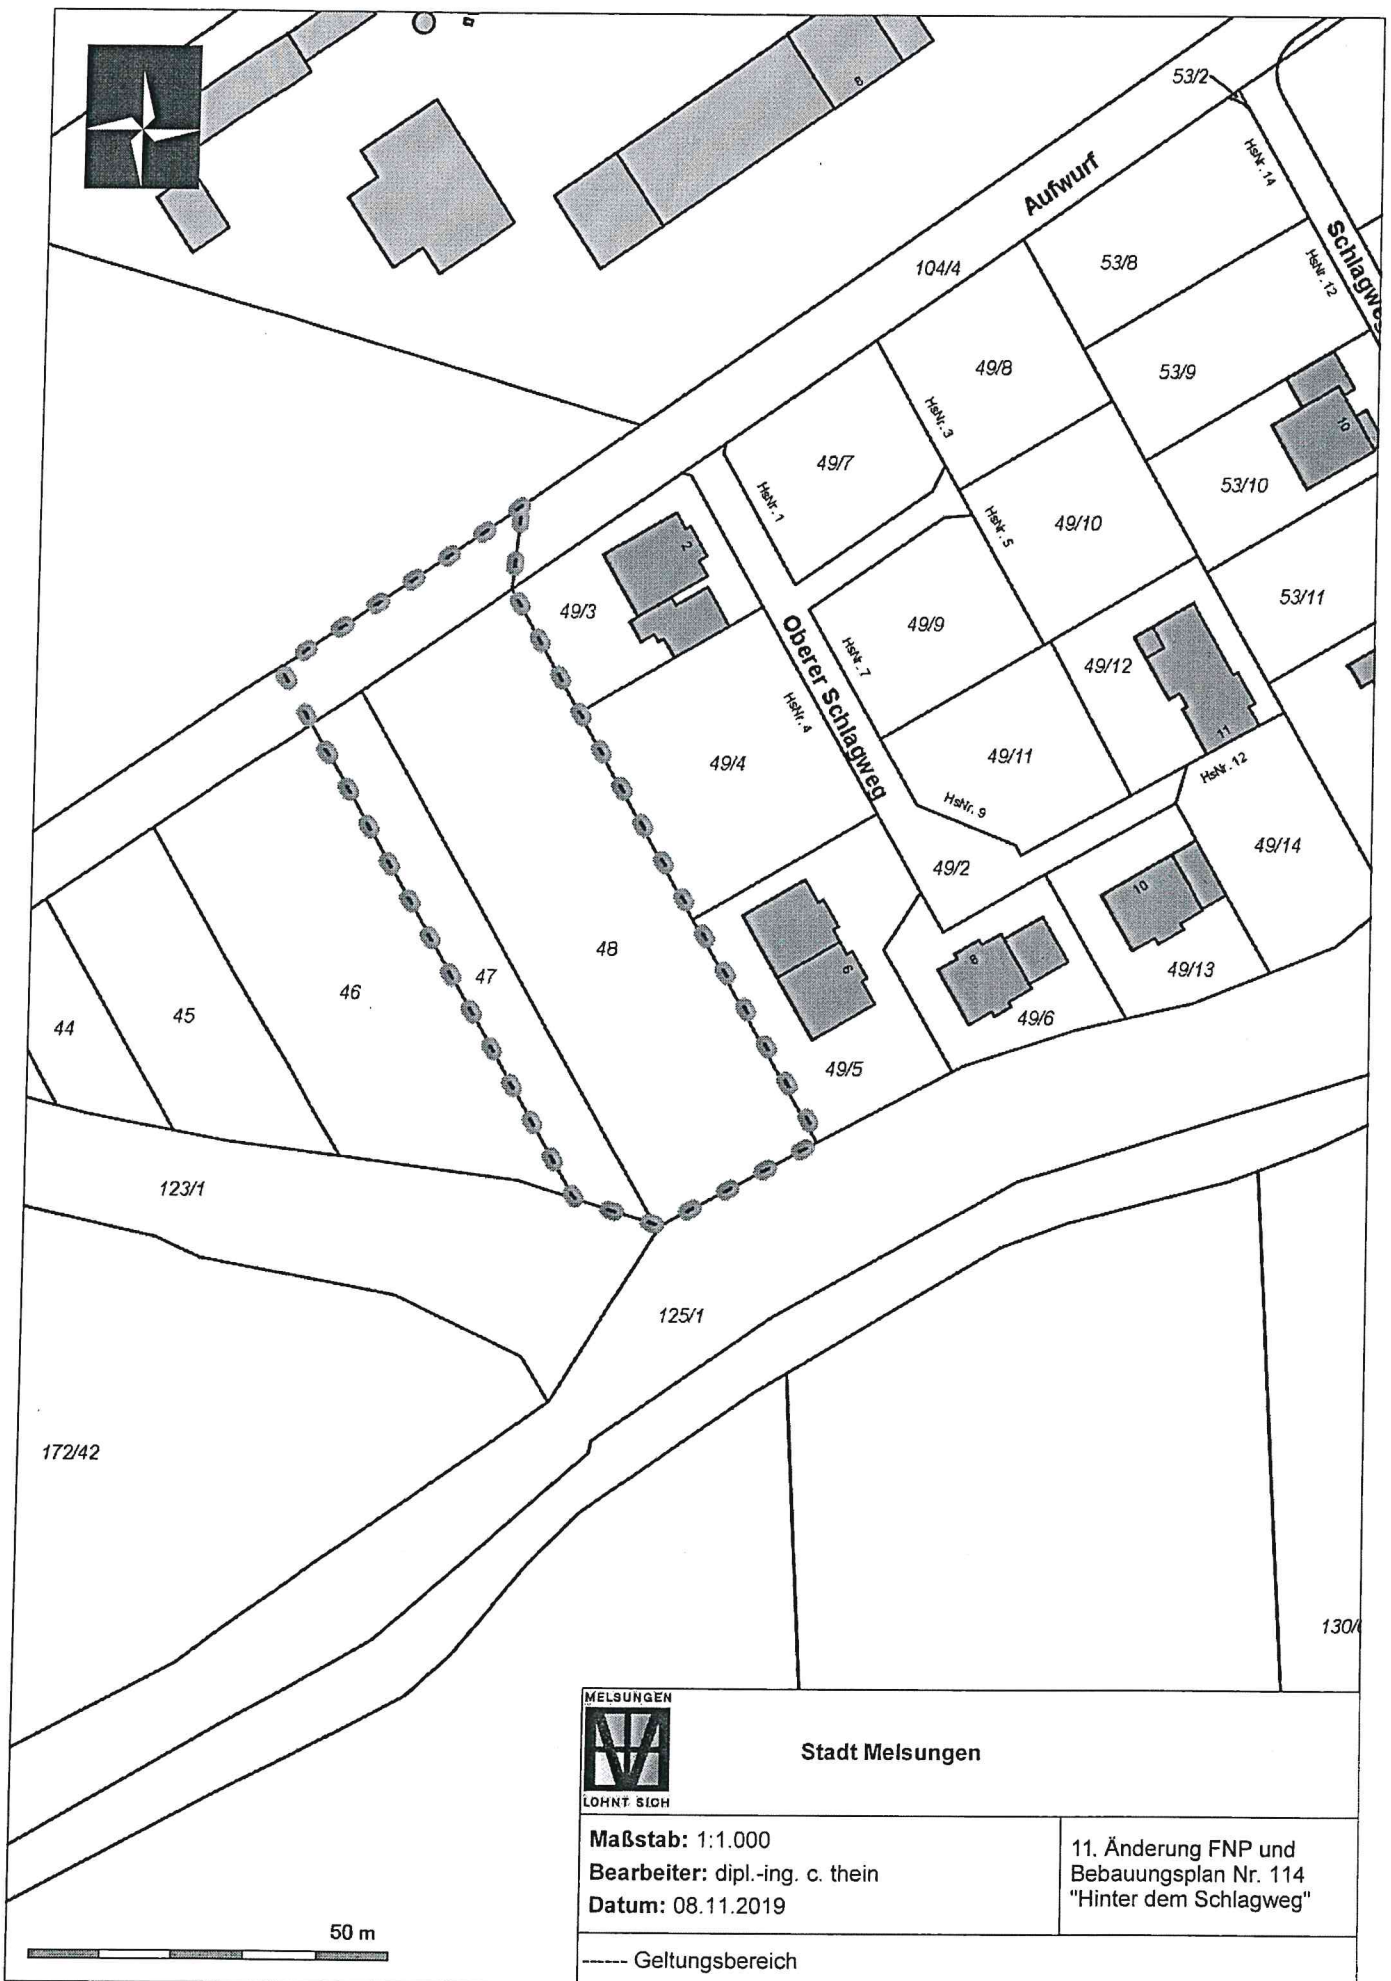 53/2
HsNr. 14
6
Aufwurf
Schlagweg
HsNr. 12
104/4
53/8
49/8
53/9
HsNr. 3
10
49/7
53/10
HsNr. 1
49/10
HsNr. 5
2
49/3
53/11
49/9
Oberer Schlagweg
HsNr. 7
49/12
HsNr. 4
11
49/4
49/11
HsNr. 12
HsNr. 9
49/14
49/2
10
48
8
6
49/13
47
46
45
49/6
44
49/5
123/1
125/1
172/42
MELSUNGEN
LOHNT SICH
Stadt Melsungen
Maßstab: 1:1.000
Bearbeiter: dipl.-ing. c. thein
Datum: 08.11.2019
11. Änderung FNP und
Bebauungsplan Nr. 114
"Hinter dem Schlagweg"
50 m
------ Geltungsbereich